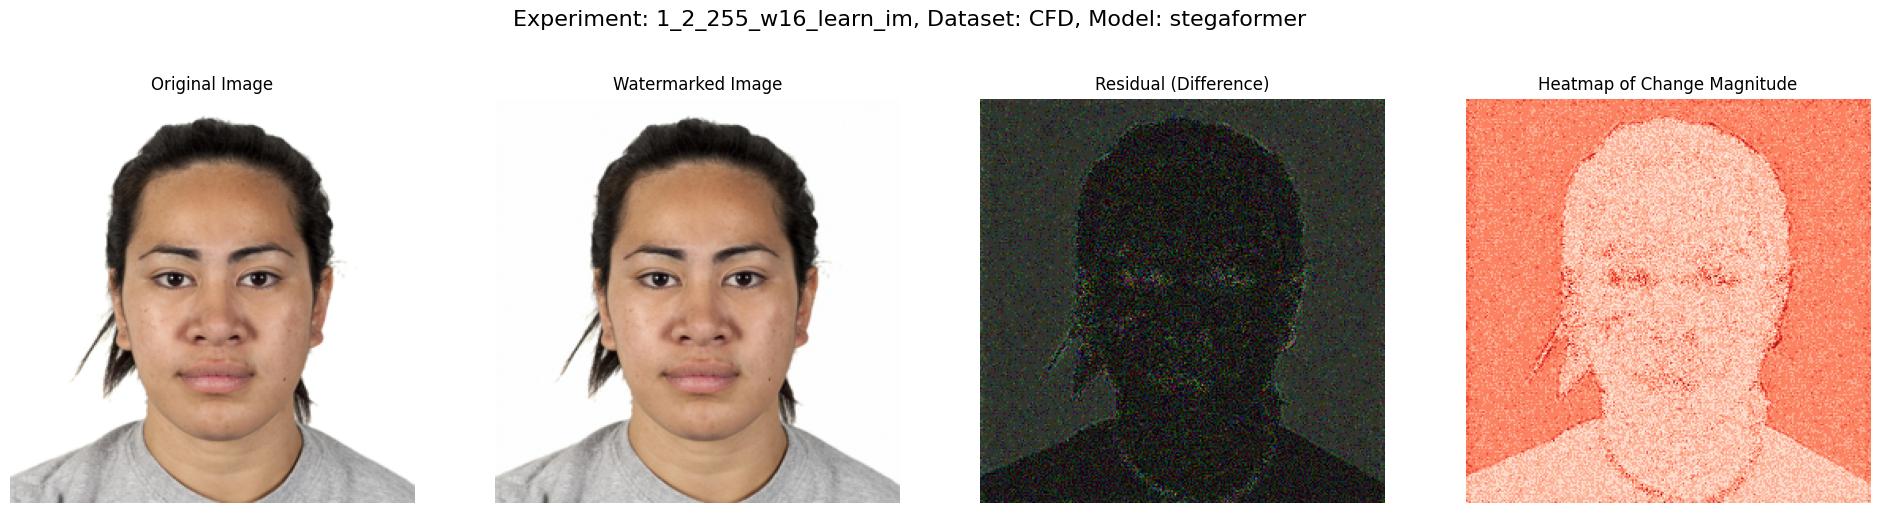 Experiment: 1_2_255_w16_learn_im, Dataset: CFD, Model: stegaformer
Original Image
Watermarked Image
Residual (Difference)
Heatmap of Change Magnitude